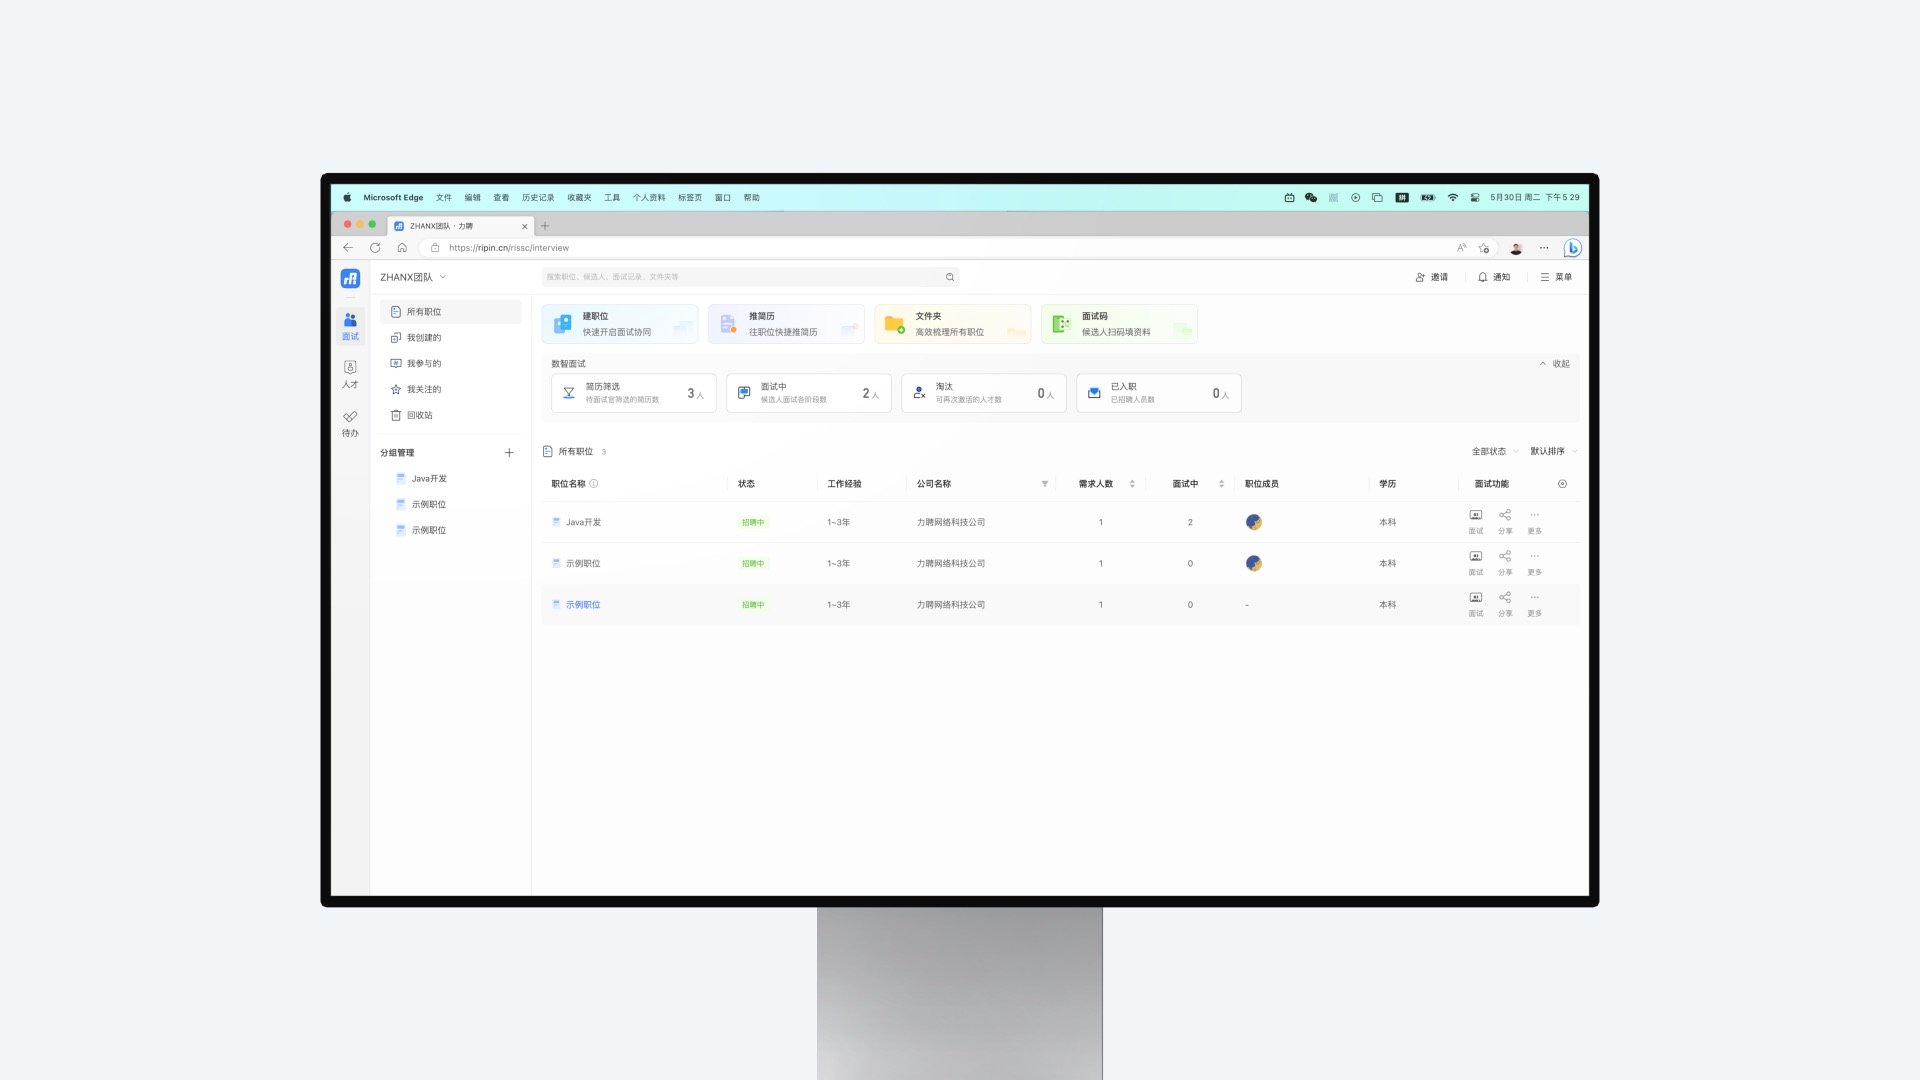 Microsoft Edge 文件 编辑 查看 历史记录 收藏夹 工具 个人资料 标签页 窗口 帮助
拼
5月30日 周二 下午5 29
ZHANX团队 · 力聘
https://ripin.cn/rissc/interview
ZHANX团队
搜索职位、候选人、面试记录、文件夹等
邀请
通知
菜单
面试
人才
待办
所有职位
我创建的
我参与的
我关注的
回收站
分组管理
Java开发
示例职位
示例职位
建职位
快速开启面试协同
推简历
往职位快捷推简历
文件夹
高效梳理所有职位
面试码
候选人扫码填资料
数智面试
收起
简历筛选
待面试官筛选的简历数
3人
面试中
候选人面试各阶段数
2人
淘汰
可再次激活的人才数
0人
已入职
已招聘人员数
0人
所有职位 3
全部状态
默认排序
职位名称 状态 工作经验 公司名称 需求人数 面试中 职位成员 学历 面试功能
Java开发 招聘中 1~3年 力聘网络科技公司 1 2 本科
面试 分享 更多
示例职位 招聘中 1~3年 力聘网络科技公司 1 0 本科
面试 分享 更多
示例职位 招聘中 1~3年 力聘网络科技公司 1 0 - 本科
面试 分享 更多